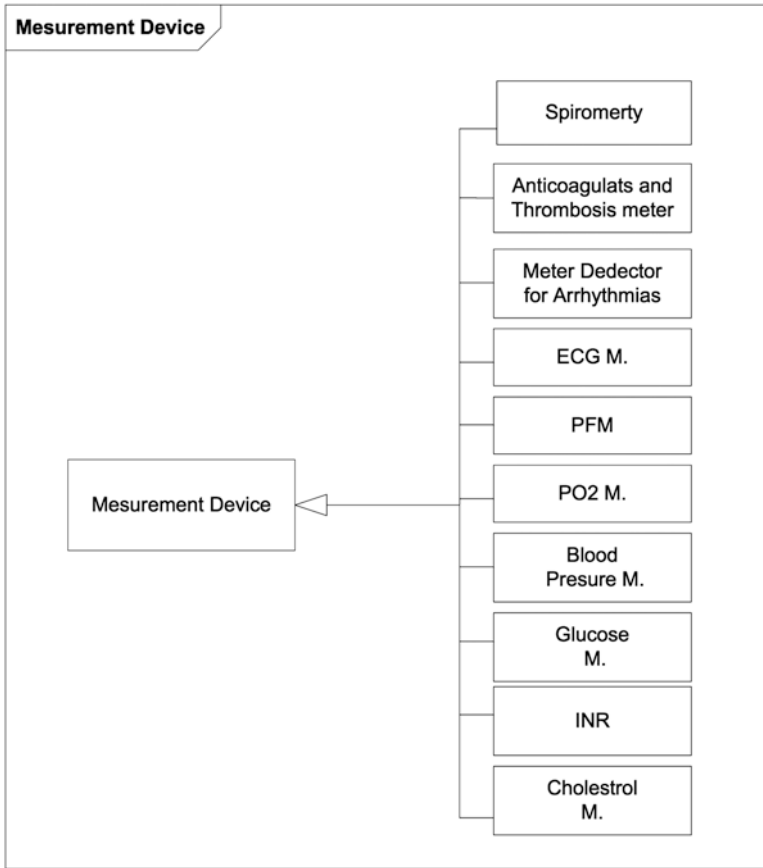 Mesurement Device
Spiromerty
Anticoagulats and
Thrombosis meter
Meter Dedector
for Arrhythmias
ECG M.
PFM
Mesurement Device
PO2 M.
Blood
Presure M.
Glucose
M.
INR
Cholestrol
M.